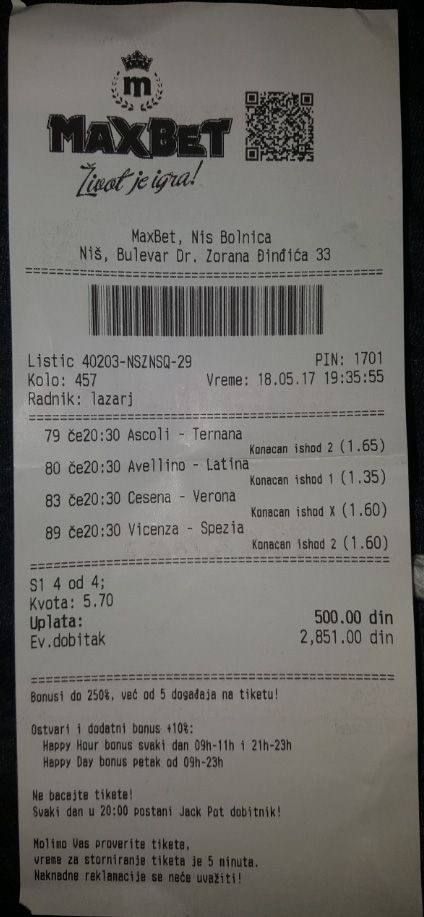 m
MAXBET
Život je igra!
MaxBet, Nis Bolnica
Niš, Bulevar Dr. Zorana Đinđića 33
Listic 40203-NSZNSQ-29 PIN: 1701
Kolo: 457 Vreme: 18.05.17 19:35:55
Radnik: lazarj
79 če20:30 Ascoli - Ternana
Konacan ishod 2 (1.65)
80 če20:30 Avellino - Latina
Konacan ishod 1 (1.35)
83 če20:30 Cesena - Verona
Konacan ishod X (1.60)
89 če20:30 Vicenza - Spezia
Konacan ishod 2 (1.60)
S1 4 od 4;
Kvota: 5.70
Uplata: 500.00 din
Ev.dobitak 2,851.00 din
Bonusi do 250%, već od 5 događaja na tiketu!
Ostvari i dodatni bonus +10%:
Happy Hour bonus svaki dan 09h-11h i 21h-23h
Happy Day bonus petak od 09h-23h
Ne bacajte tikete!
Svaki dan u 20:00 postani Jack Pot dobitnik!
Molimo Vas proverite tikete,
vreme za storniranje tiketa je 5 minuta.
Naknadne reklamacije se neće uvažiti!